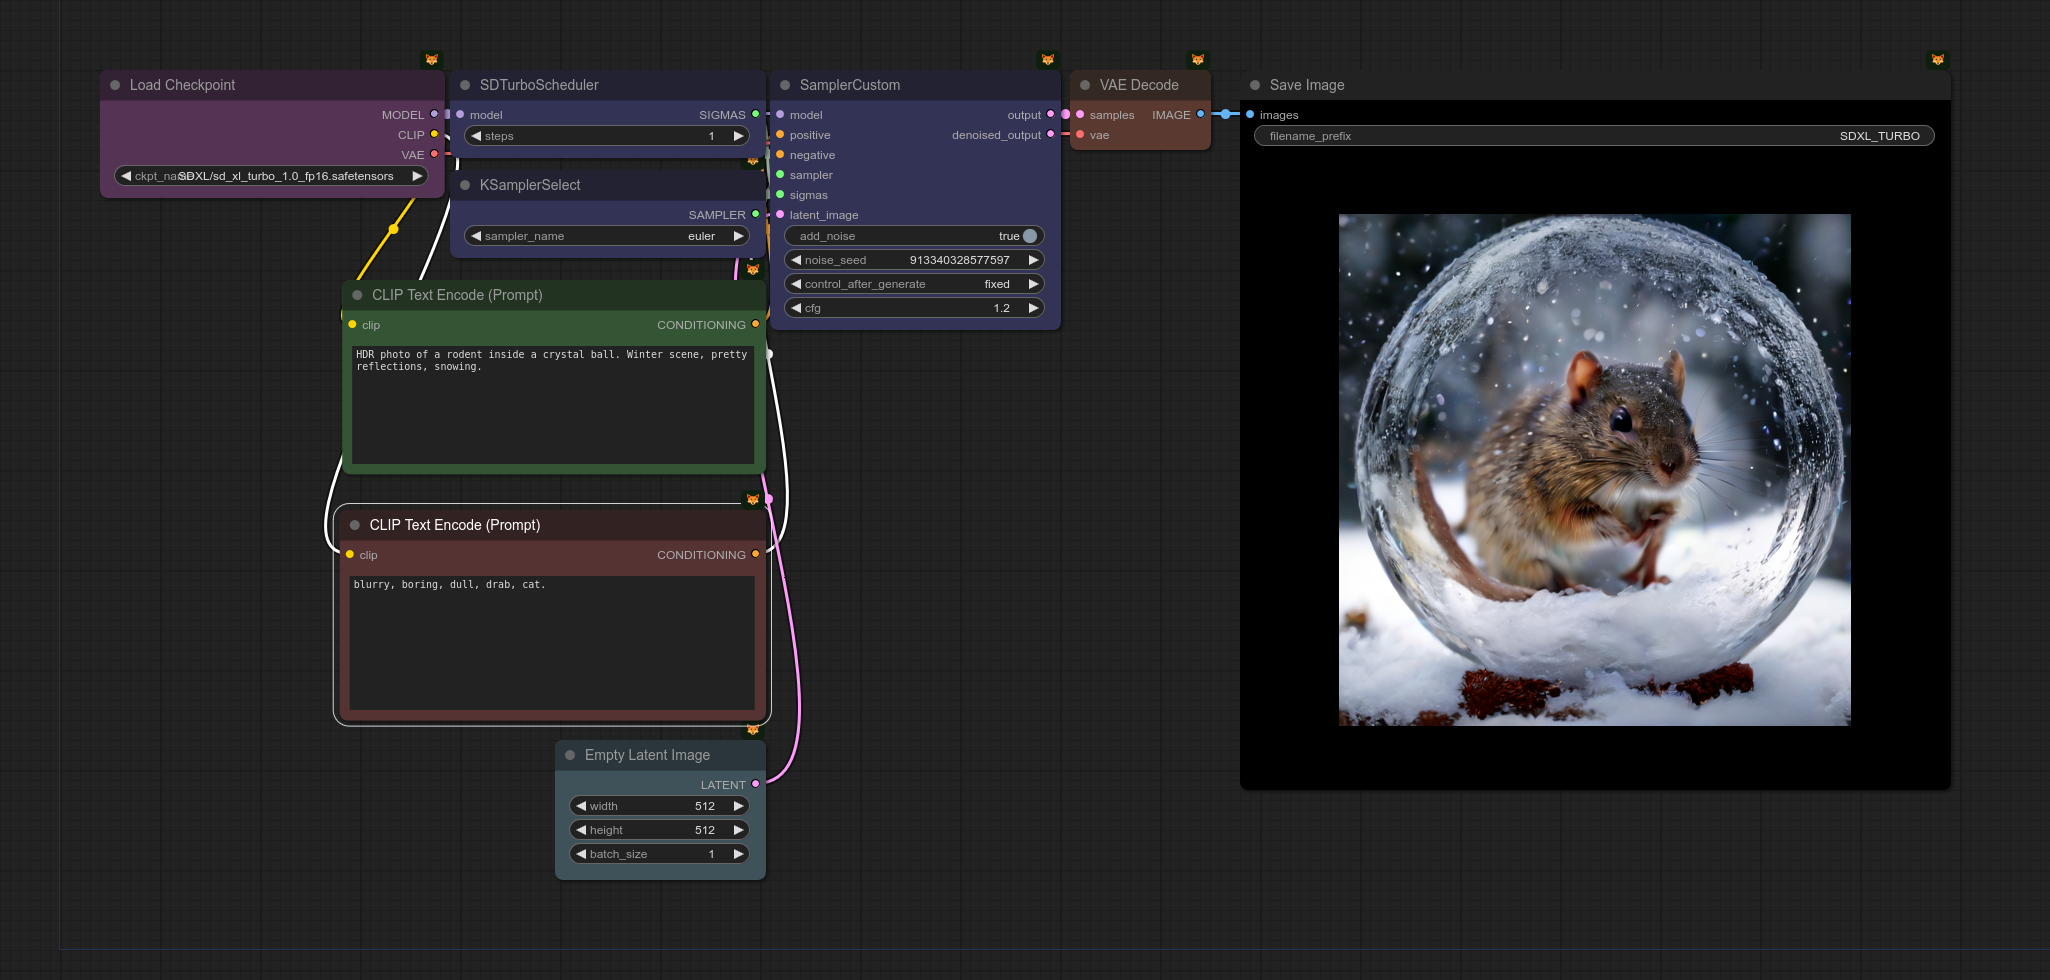 Load Checkpoint
MODEL
CLIP
VAE
ckpt_name SDXL/sd_xl_turbo_1.0_fp16.safetensors
SDTurboScheduler
model SIGMAS
steps 1
KSamplerSelect
SAMPLER
sampler_name euler
SamplerCustom
model output
positive denoised_output
negative
sampler
sigmas
latent_image
add_noise true
noise_seed 913340328577597
control_after_generate fixed
cfg 1.2
VAE Decode
samples IMAGE
vae
Save Image
images
filename_prefix SDXL_TURBO
CLIP Text Encode (Prompt)
clip CONDITIONING
HDR photo of a rodent inside a crystal ball. Winter scene, pretty
reflections, snowing.
CLIP Text Encode (Prompt)
clip CONDITIONING
blurry, boring, dull, drab, cat.
Empty Latent Image
LATENT
width 512
height 512
batch_size 1